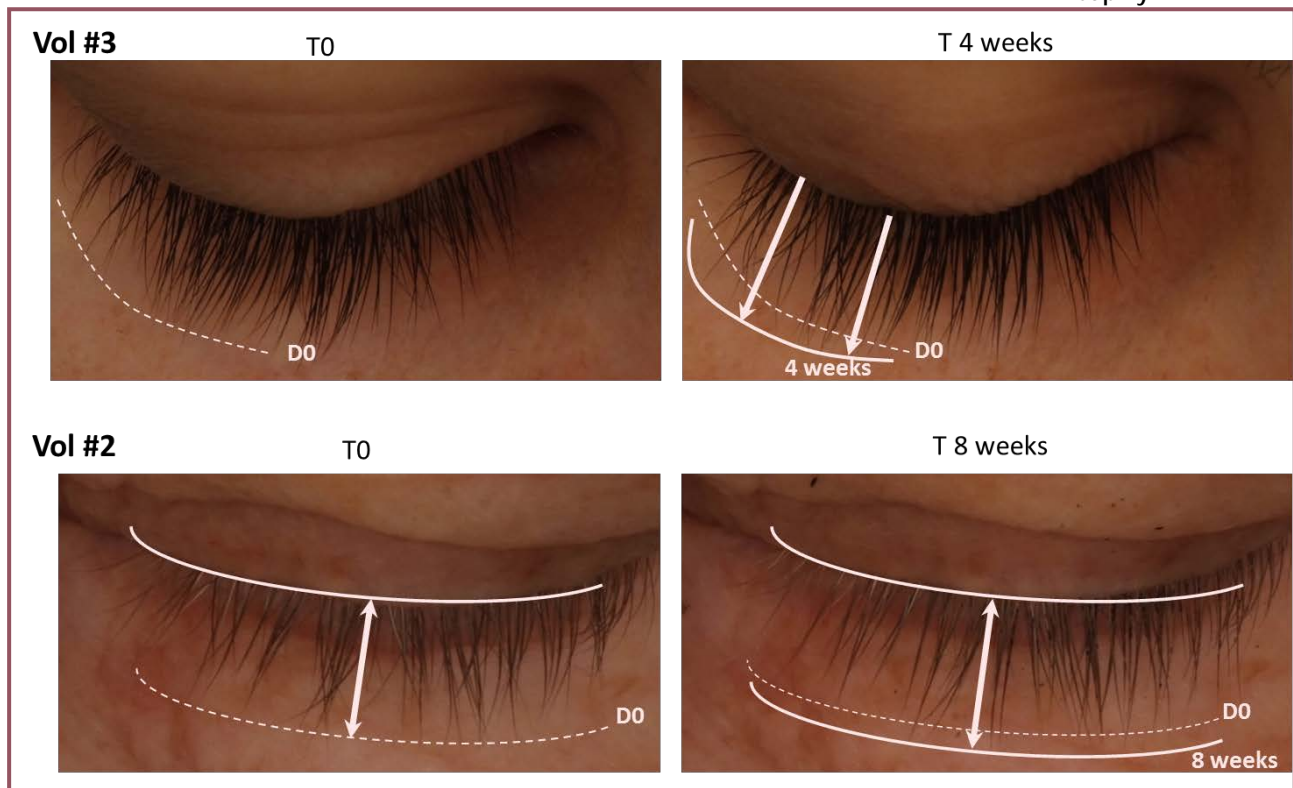 Vol #3
T0
T 4 weeks
D0
D0
4 weeks
Vol #2
T0
T 8 weeks
D0
D0
8 weeks